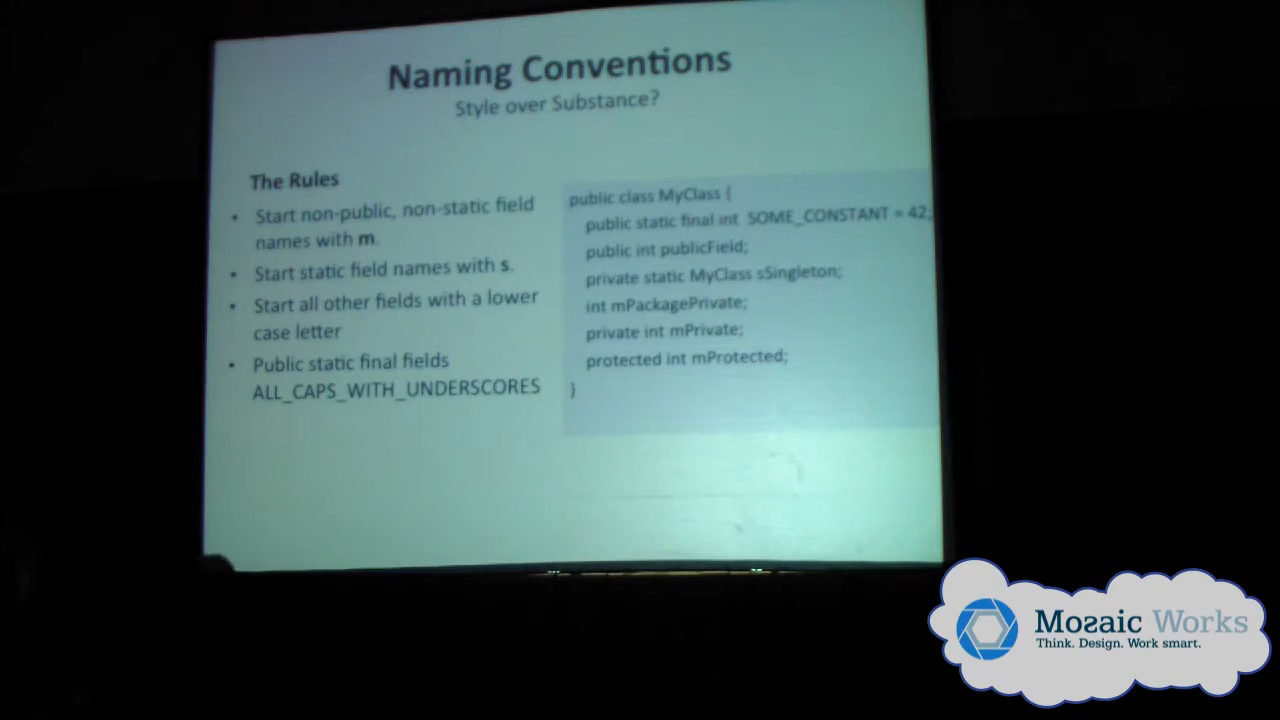 Naming Conventions
Style over Substance?
The Rules
• Start non-public, non-static field
names with m.
• Start static field names with s.
• Start all other fields with a lower
case letter
• Public static final fields
ALL_CAPS_WITH_UNDERSCORES
public class MyClass {
public static final int SOME_CONSTANT = 42;
public int publicField;
private static MyClass sSingleton;
int mPackagePrivate;
private int mPrivate;
protected int mProtected;
}
Mosaic Works
Think. Design. Work smart.